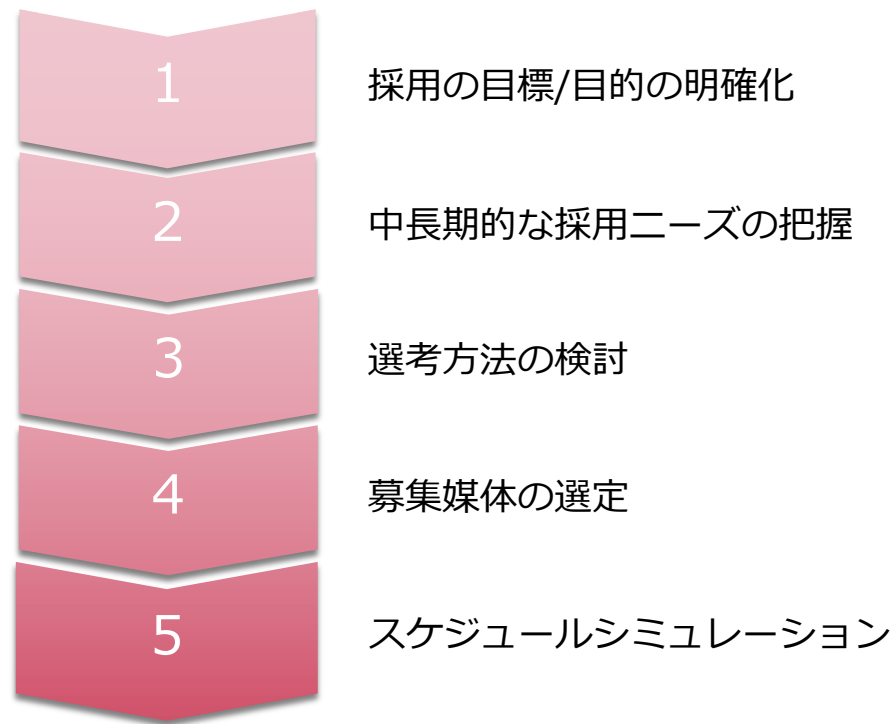 1 採用の目標/目的の明確化
2 中長期的な採用ニーズの把握
3 選考方法の検討
4 募集媒体の選定
5 スケジュールシミュレーション